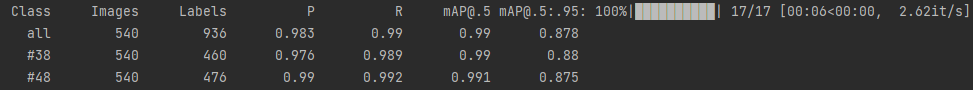 Class Images Labels P R mAP@.5 mAP@.5:.95: 100%|██████████| 17/17 [00:06<00:00, 2.62it/s]
all 540 936 0.983 0.99 0.99 0.878
#38 540 460 0.976 0.989 0.99 0.88
#48 540 476 0.99 0.992 0.991 0.875